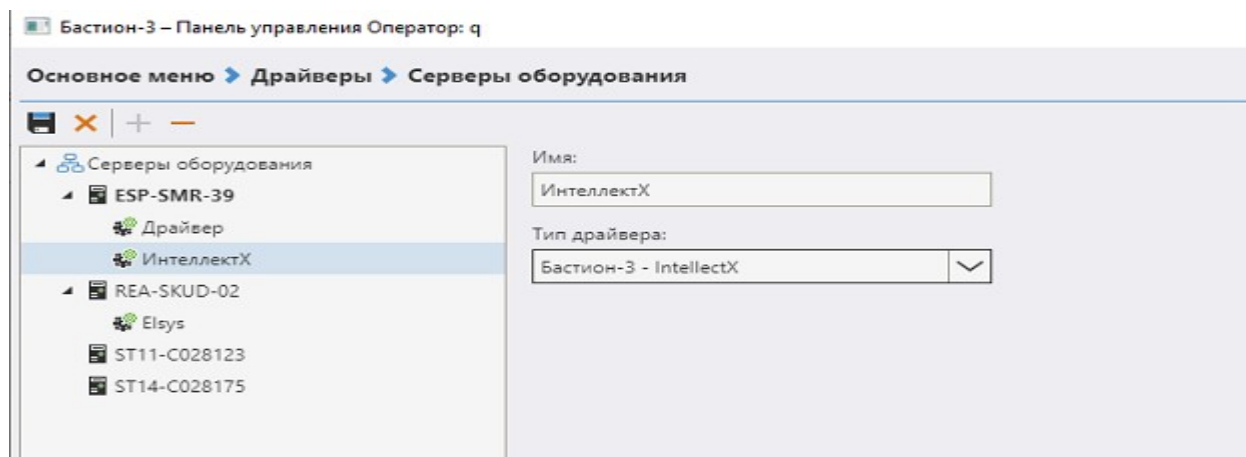 Бастион-3 – Панель управления Оператор: q
Основное меню Драйверы Серверы оборудования
Серверы оборудования
ESP-SMR-39
Драйвер
ИнтеллектX
REA-SKUD-02
Elsys
ST11-C028123
ST14-C028175
Имя:
ИнтеллектX
Тип драйвера:
Бастион-3 - IntellectX